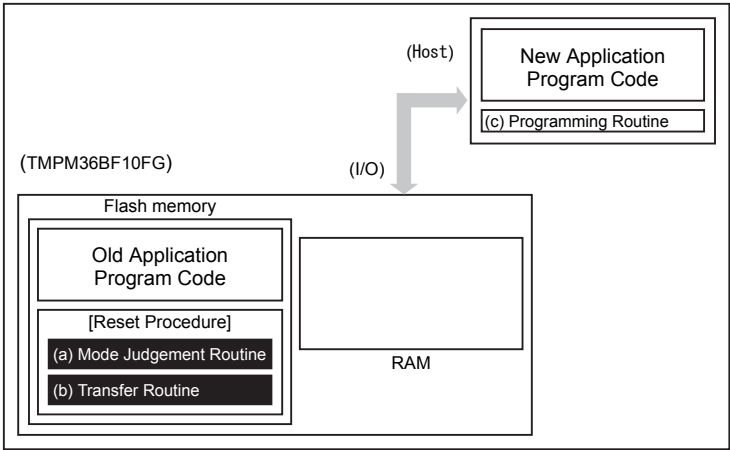 (Host)
New Application
Program Code
(c) Programming Routine
(TMPM36BF10FG)
(I/O)
Flash memory
Old Application
Program Code
[Reset Procedure]
(a) Mode Judgement Routine
(b) Transfer Routine
RAM